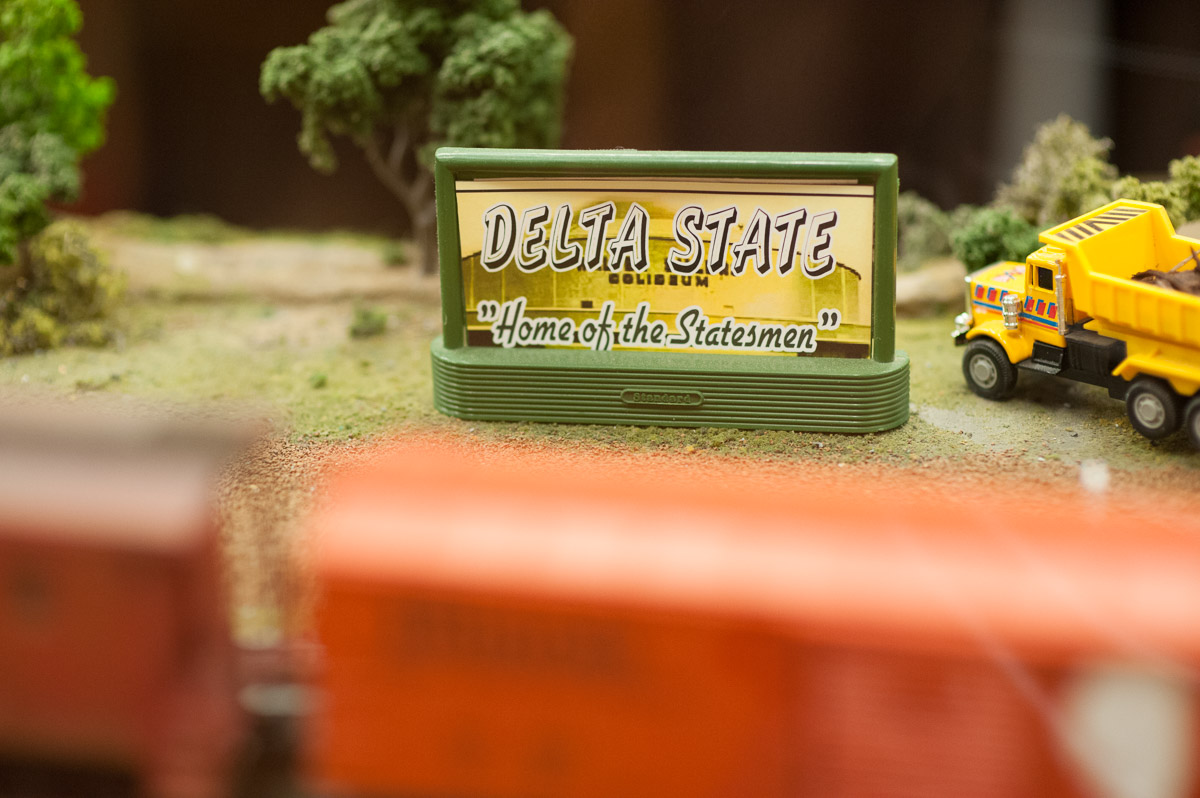 DELTA STATE
COLISEUM
"Home of the Statesmen"
Standard